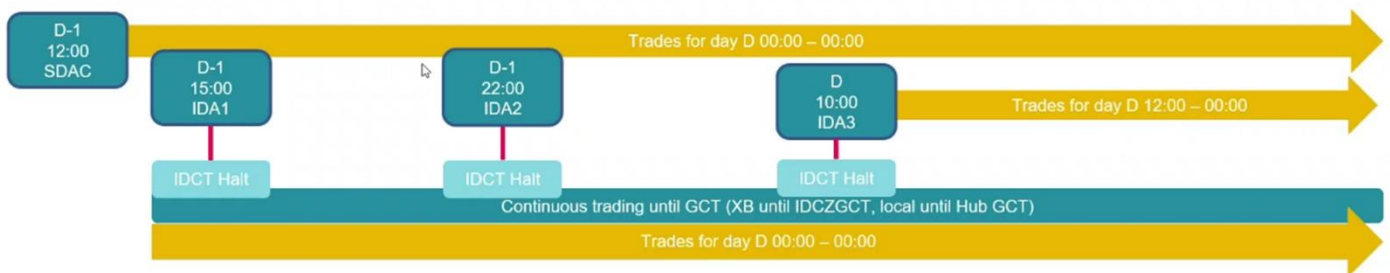 D-1
12:00
SDAC
Trades for day D 00:00 – 00:00
D-1
15:00
IDA1
D-1
22:00
IDA2
D
10:00
IDA3
Trades for day D 12:00 – 00:00
IDCT Halt
IDCT Halt
IDCT Halt
Continuous trading until GCT (XB until IDCZGCT, local until Hub GCT)
Trades for day D 00:00 – 00:00